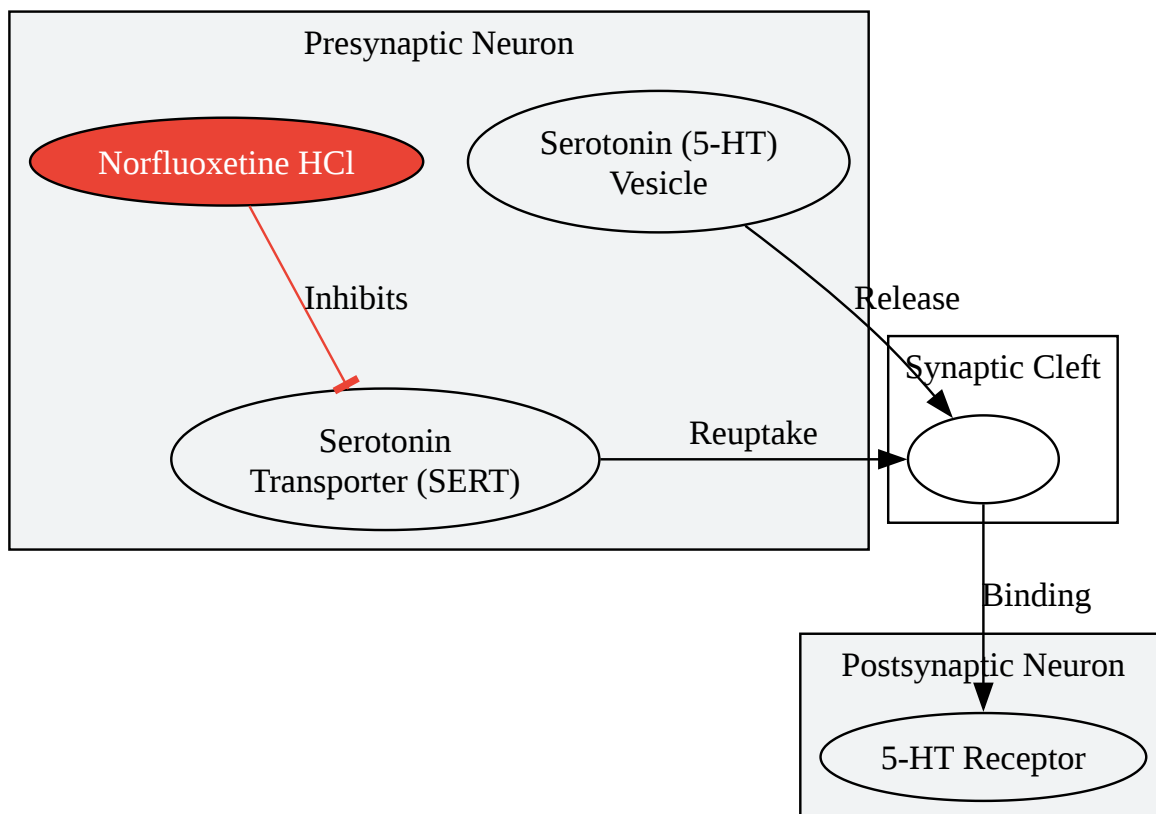 Presynaptic Neuron
Norfluoxetine HCl
Serotonin (5-HT)
Vesicle
Inhibits
Release
Synaptic Cleft
Serotonin
Transporter (SERT)
Reuptake
Binding
Postsynaptic Neuron
5-HT Receptor